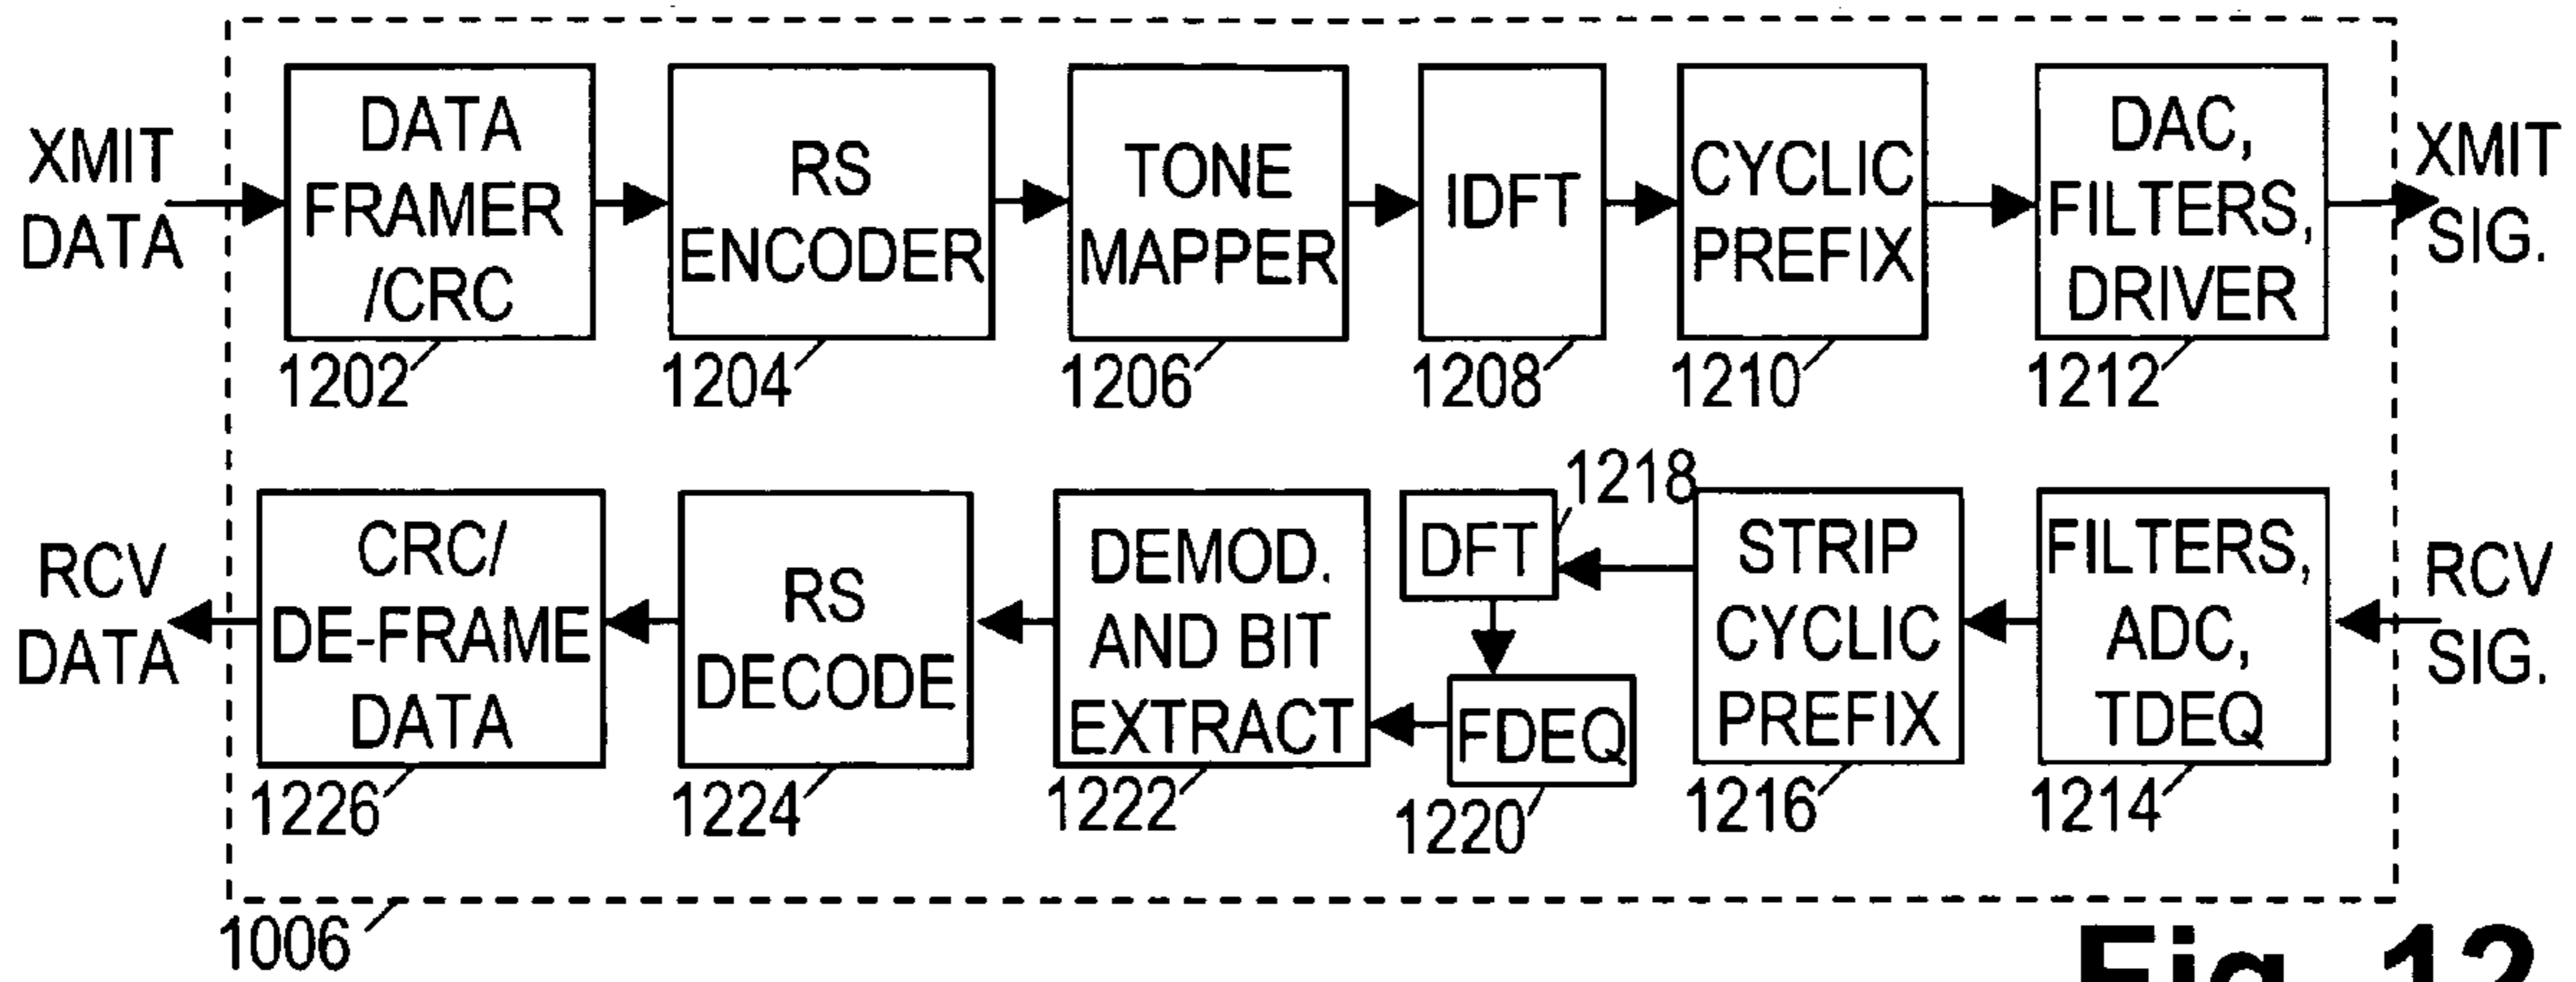 XMIT
DATA
DATA
FRAMER
/CRC
1202
RS
ENCODER
1204
TONE
MAPPER
1206
IDFT
1208
CYCLIC
PREFIX
1210
DAC,
FILTERS,
DRIVER
1212
XMIT
SIG.
RCV
DATA
CRC/
DE-FRAME
DATA
1226
RS
DECODE
1224
DEMOD.
AND BIT
EXTRACT
1222
DFT
1218
FDEQ
1220
STRIP
CYCLIC
PREFIX
1216
FILTERS,
ADC,
TDEQ
1214
RCV
SIG.
1006
Fig. 12